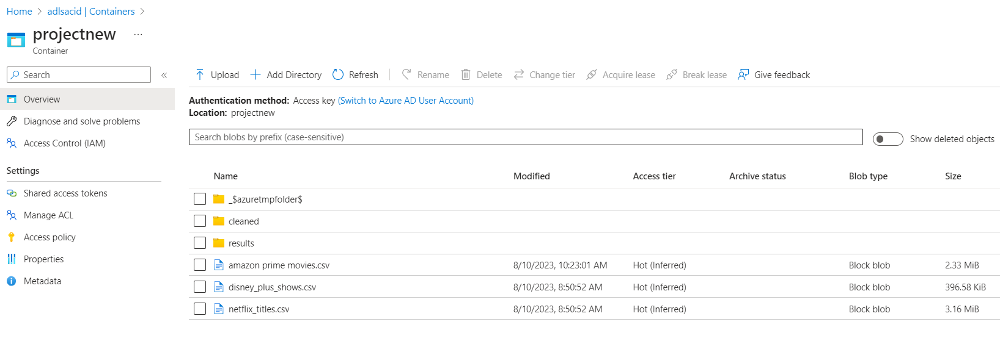 Home > adlsacid | Containers >
projectnew ...
Container
Search «
Overview
Diagnose and solve problems
Access Control (IAM)
Settings
Shared access tokens
Manage ACL
Access policy
Properties
Metadata
Upload Add Directory Refresh Rename Delete Change tier Acquire lease Break lease Give feedback
Authentication method: Access key (Switch to Azure AD User Account)
Location: projectnew
Search blobs by prefix (case-sensitive) Show deleted objects
Name Modified Access tier Archive status Blob type Size
_$azuretmpfolder$
cleaned
results
amazon prime movies.csv 8/10/2023, 10:23:01 AM Hot (Inferred) Block blob 2.33 MiB
disney_plus_shows.csv 8/10/2023, 8:50:52 AM Hot (Inferred) Block blob 396.58 KiB
netflix_titles.csv 8/10/2023, 8:50:52 AM Hot (Inferred) Block blob 3.16 MiB